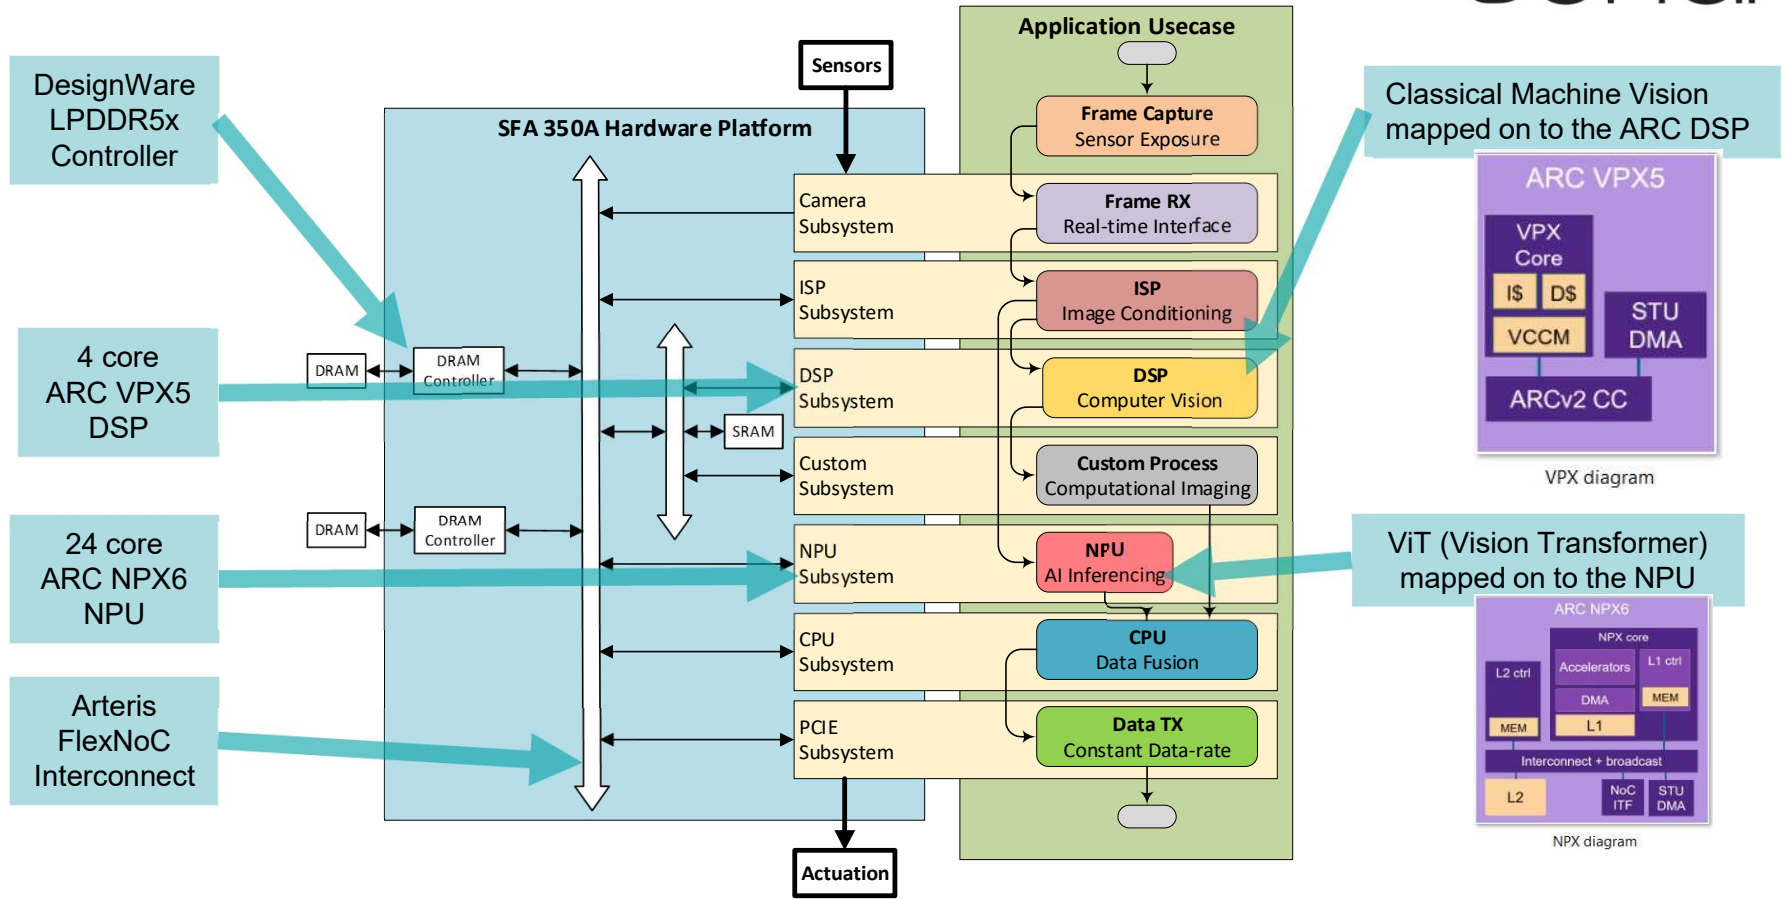 Application Usecase
Sensors
DesignWare
LPDDR5x
Controller
SFA 350A Hardware Platform
Frame Capture
Sensor Exposure
Classical Machine Vision
mapped on to the ARC DSP
Camera
Subsystem
Frame RX
Real-time Interface
ISP
Subsystem
ISP
Image Conditioning
4 core
ARC VPX5
DSP
DRAM
DRAM
Controller
DSP
Subsystem
DSP
Computer Vision
SRAM
Custom
Subsystem
Custom Process
Computational Imaging
24 core
ARC NPX6
NPU
DRAM
DRAM
Controller
NPU
Subsystem
NPU
AI Inferencing
CPU
Subsystem
CPU
Data Fusion
Arteris
FlexNoC
Interconnect
PCIE
Subsystem
Data TX
Constant Data-rate
Actuation
ARC VPX5
VPX
Core
I$
D$
VCCM
STU
DMA
ARCv2 CC
VPX diagram
ViT (Vision Transformer)
mapped on to the NPU
ARC NPX6
NPX core
L2 ctrl
MEM
Accelerators
DMA
L1
L1 ctrl
MEM
Interconnect + broadcast
L2
NoC
ITF
STU
DMA
NPX diagram